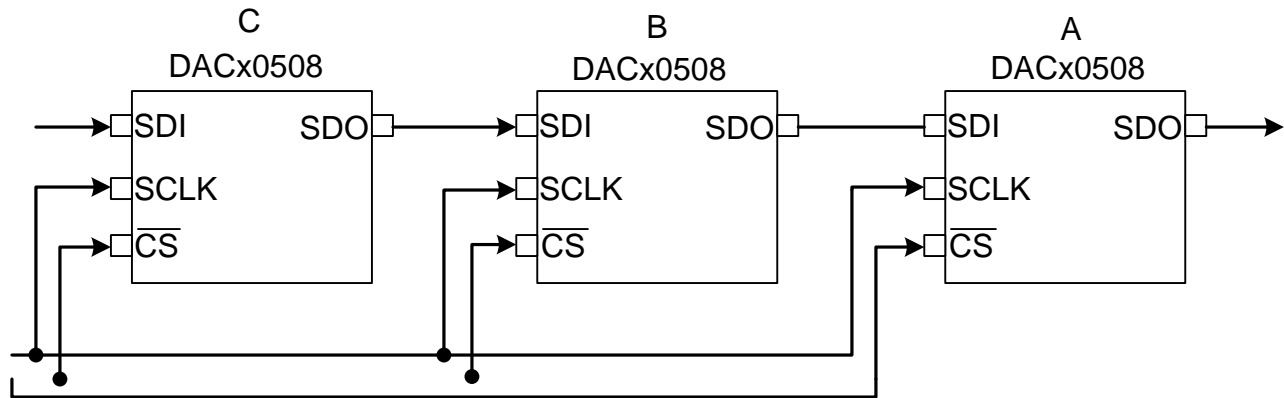 C
DACx0508
SDI
SDO
SCLK
CS
B
DACx0508
SDI
SDO
SCLK
CS
A
DACx0508
SDI
SDO
SCLK
CS